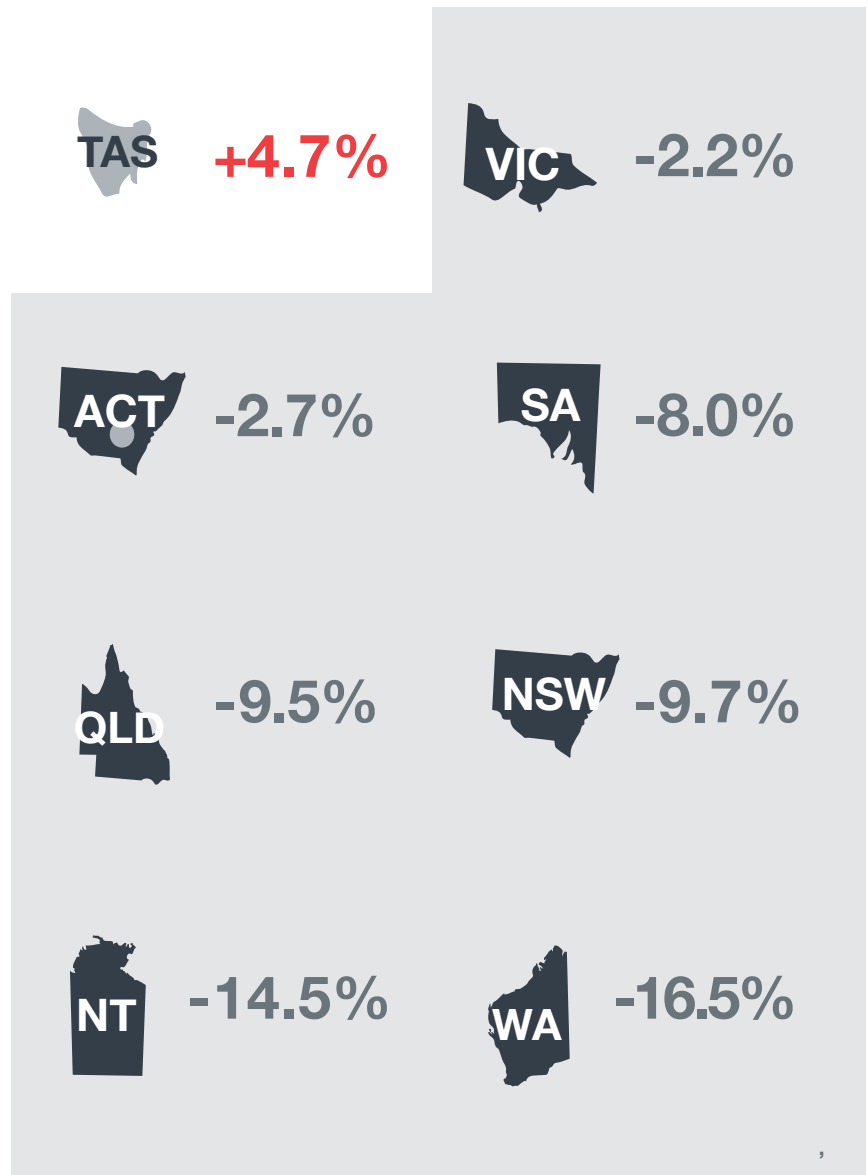 TAS +4.7%
VIC -2.2%
ACT -2.7%
SA -8.0%
QLD -9.5%
NSW -9.7%
NT -14.5%
WA -16.5%
,